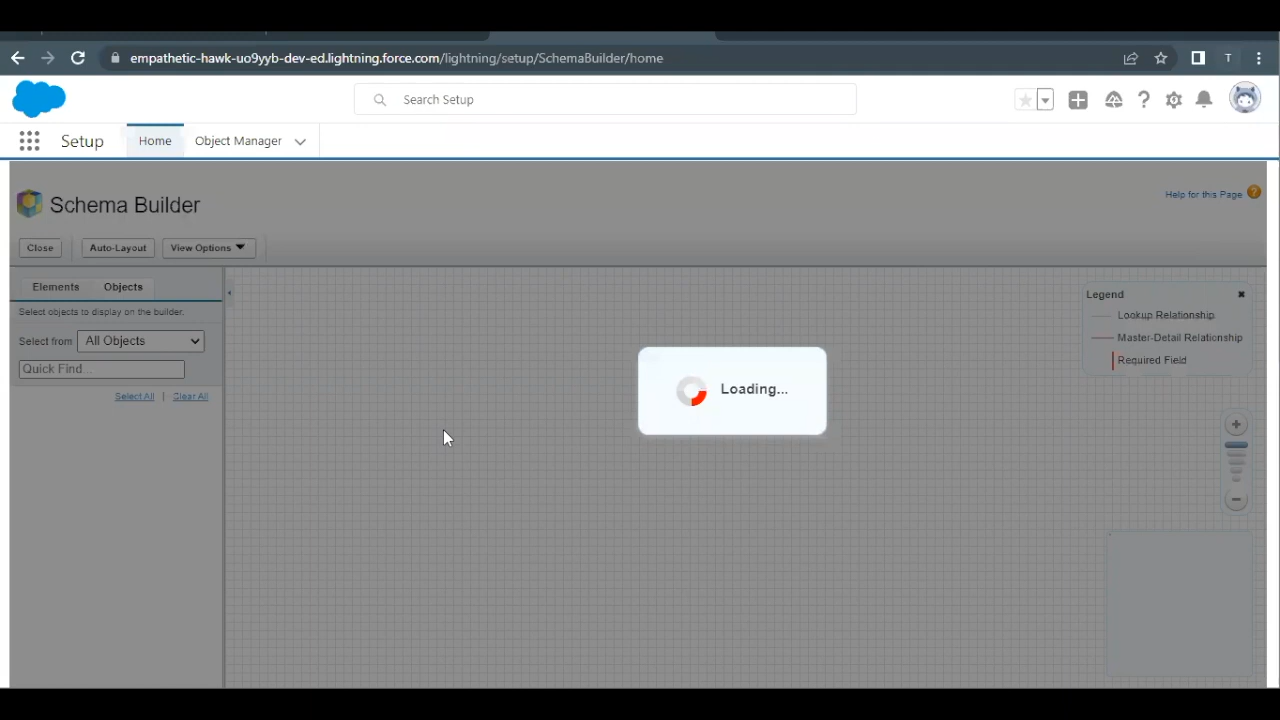 empathetic-hawk-uo9yyb-dev-ed.lightning.force.com/lightning/setup/SchemaBuilder/home
T
Search Setup
Setup Home Object Manager
Schema Builder
Help for this Page ?
Close Auto-Layout View Options
Elements Objects
Select objects to display on the builder.
Select from All Objects
Quick Find...
Select All | Clear All
Loading...
Legend
Lookup Relationship
Master-Detail Relationship
Required Field